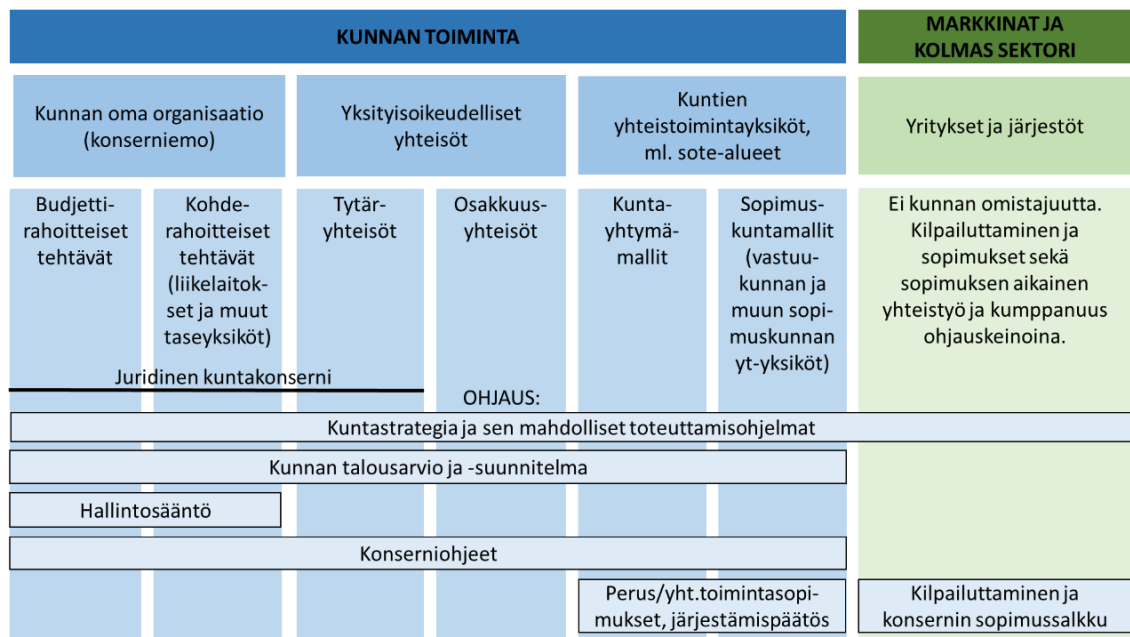 KUNNAN TOIMINTA
MARKKINAT JA
KOLMAS SEKTORI
Kunnan oma organisaatio
(konserniemo)
Yksityisoikeudelliset
yhteisöt
Kuntien
yhteistoimintayksiköt,
ml. sote-alueet
Yritykset ja järjestöt
Budjetti-
rahoitteiset
tehtävät
Kohde-
rahoitteiset
tehtävät
(liikelaitok-
set ja muut
taseyksiköt)
Tytär-
yhteisöt
Osakkuus-
yhteisöt
Kunta-
yhtymä-
mallit
Sopimus-
kuntamallit
(vastuu-
kunnan ja
muun sopi-
muskunnan
yt-yksiköt)
Ei kunnan omistajuutta.
Kilpailuttaminen ja
sopimukset sekä
sopimuksen aikainen
yhteistyö ja kumppanuus
ohjauskeinoina.
Juridinen kuntakonserni
OHJAUS:
Kuntastrategia ja sen mahdolliset toteuttamisohjelmat
Kunnan talousarvio ja -suunnitelma
Hallintosääntö
Konserniohjeet
Perus/yht.toimintasopi-
mukset, järjestämispäätös
Kilpailuttaminen ja
konsernin sopimussalkku